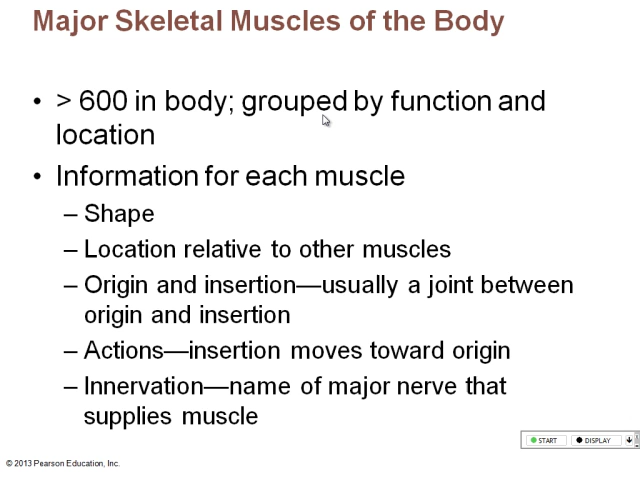 Major Skeletal Muscles of the Body
• > 600 in body; grouped by function and
location
• Information for each muscle
– Shape
– Location relative to other muscles
– Origin and insertion—usually a joint between
origin and insertion
– Actions—insertion moves toward origin
– Innervation—name of major nerve that
supplies muscle
START DISPLAY
© 2013 Pearson Education, Inc.